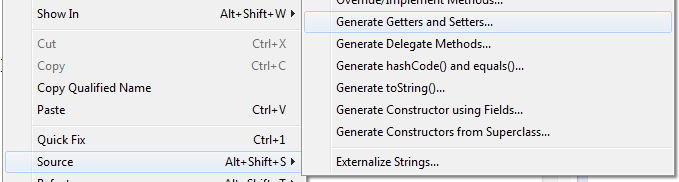 Show In Alt+Shift+W
Cut Ctrl+X
Copy Ctrl+C
Copy Qualified Name
Paste Ctrl+V
Quick Fix Ctrl+1
Source Alt+Shift+S
Override/Implement Methods...
Generate Getters and Setters...
Generate Delegate Methods...
Generate hashCode() and equals()...
Generate toString()...
Generate Constructor using Fields...
Generate Constructors from Superclass...
Externalize Strings...